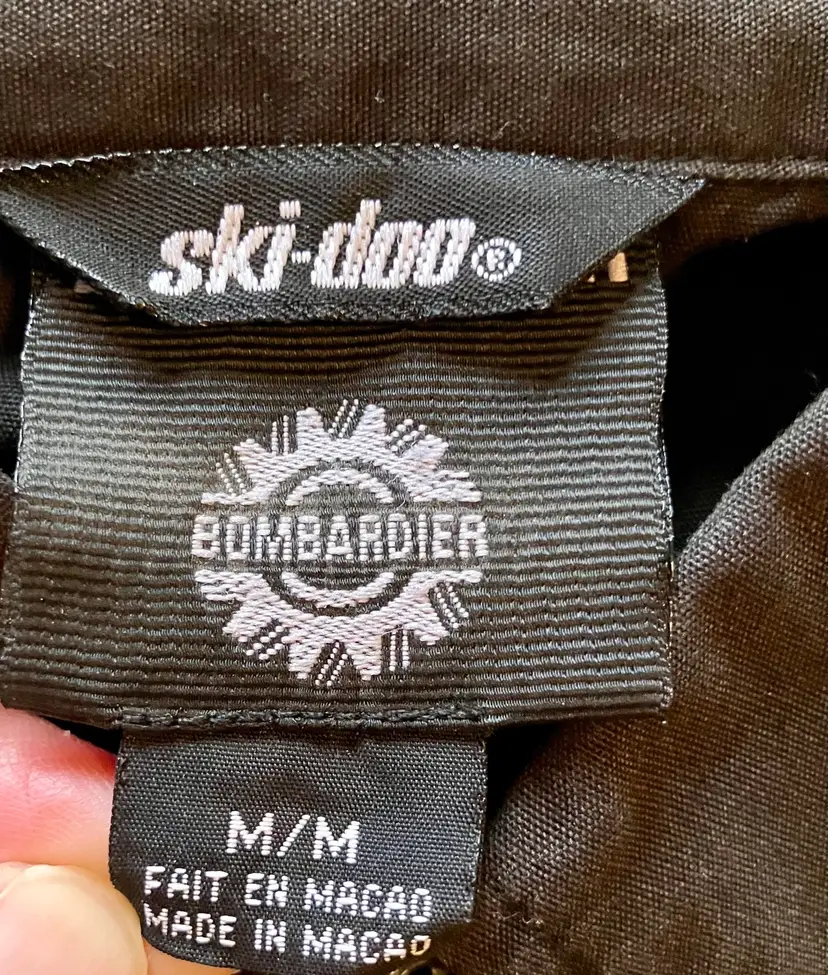 ski-doo®
BOMBARDIER
M/M
FAIT EN MACAO
MADE IN MACAO